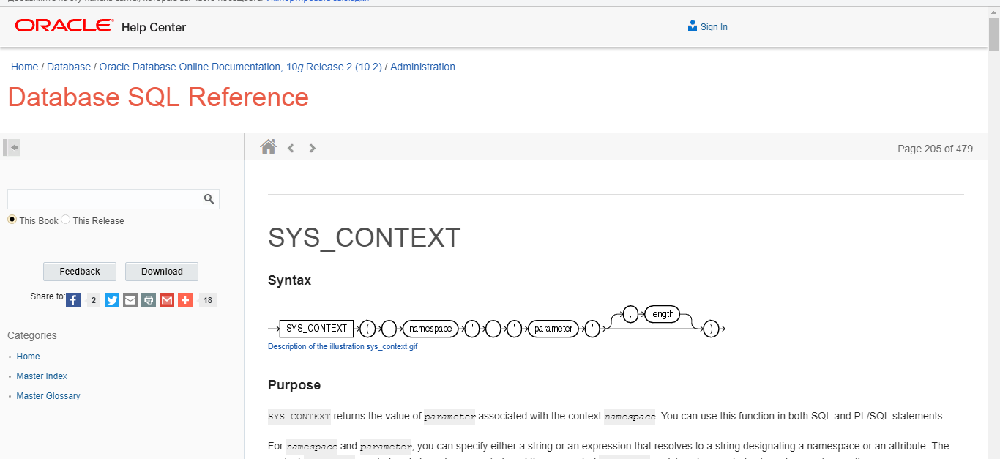 ORACLE Help Center
Sign In
Home / Database / Oracle Database Online Documentation, 10g Release 2 (10.2) / Administration
Database SQL Reference
Page 205 of 479
This Book This Release
Feedback Download
Share to: 2 18
Categories
Home
Master Index
Master Glossary
SYS_CONTEXT
Syntax
SYS_CONTEXT ( ' namespace ' , ' parameter ' , length )
Description of the illustration sys_context.gif
Purpose
SYS_CONTEXT returns the value of parameter associated with the context namespace. You can use this function in both SQL and PL/SQL statements.
For namespace and parameter, you can specify either a string or an expression that resolves to a string designating a namespace or an attribute. The